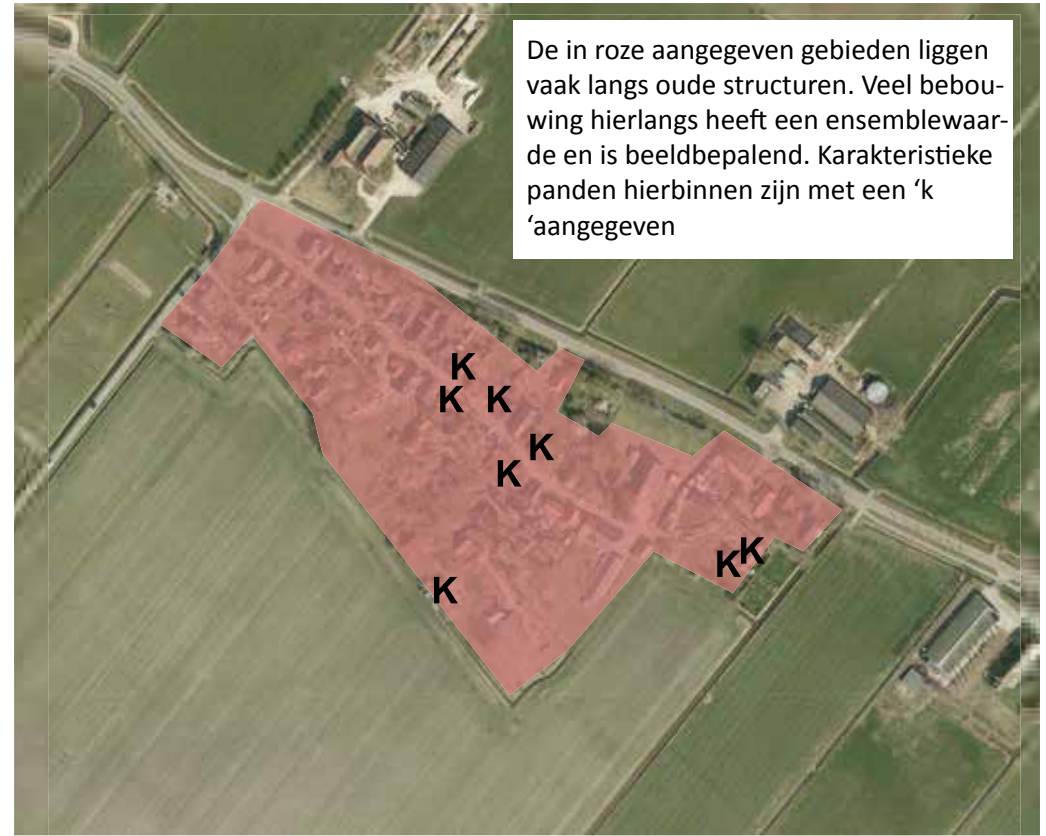 De in roze aangegeven gebieden liggen
vaak langs oude structuren. Veel bebou-
wing hierlangs heeft een ensemblewaar-
de en is beeldbepalend. Karakteristieke
panden hierbinnen zijn met een ‘k
‘aangegeven
K
K
K
K
K
K
K
K